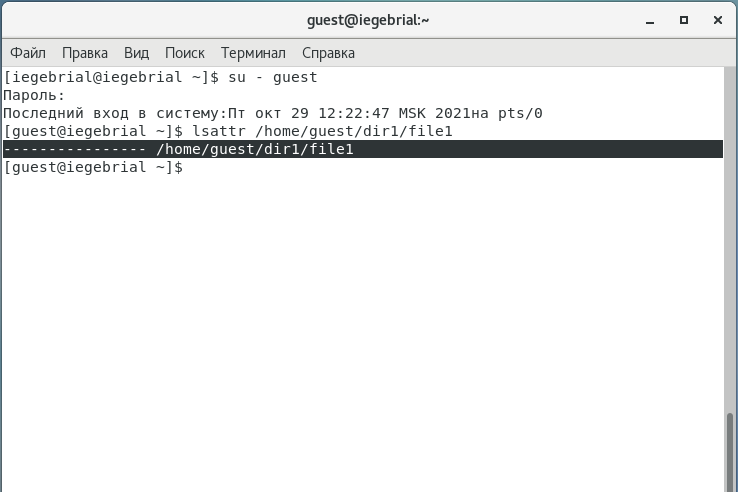 guest@iegebrial:~
Файл Правка Вид Поиск Терминал Справка
[iegebrial@iegebrial ~]$ su - guest
Пароль:
Последний вход в систему:Пт окт 29 12:22:47 MSK 2021на pts/0
[guest@iegebrial ~]$ lsattr /home/guest/dir1/file1
---------------- /home/guest/dir1/file1
[guest@iegebrial ~]$